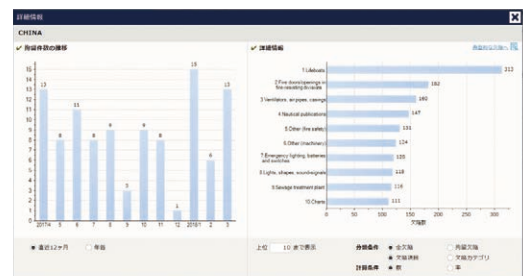 詳細情報
CHINA
指摘件数の推移
15
14
13
12
11
10
9
8
7
6
5
4
3
2
1
0
13
8
11
8
9
3
9
1
15
6
13
2017/4 5 6 7 8 9 10 11 12 2018/1 2 3
直近12ヶ月 年毎
詳細情報
1 Lifeboats 313
2 Fire doors/openings in fire-resisting divisions 182
3 Ventilators, air pipes, casings 160
4 Nautical publications 147
5 Other (fire safety)
6 Other (machinery) 124
7 Emergency lighting, batteries and switches 120
8 Lights, shapes, sound-signals 118
9 Sewage treatment plant 116
10 Charts 111
0 50 100 150 200 250 300
欠陥数
上位 10 まで表示
分類条件 全欠陥 拘留欠陥
欠陥詳細 欠陥カテゴリ
計算条件 数 率